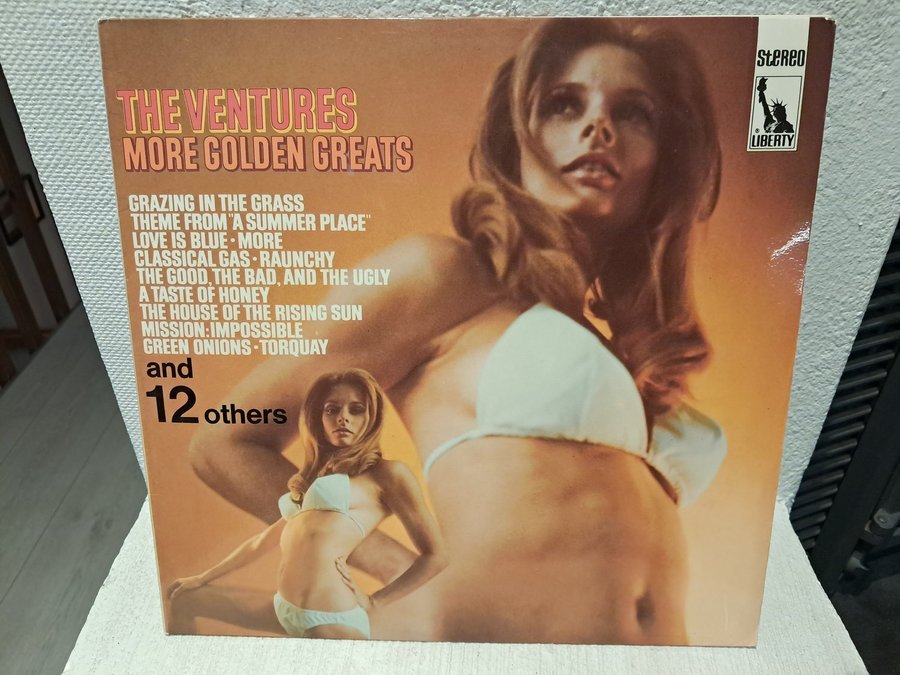 THE VENTURES
MORE GOLDEN GREATS
GRAZING IN THE GRASS
THEME FROM "A SUMMER PLACE"
LOVE IS BLUE · MORE
CLASSICAL GAS · RAUNCHY
THE GOOD, THE BAD, AND THE UGLY
A TASTE OF HONEY
THE HOUSE OF THE RISING SUN
MISSION: IMPOSSIBLE
GREEN ONIONS · TORQUAY
and
12 others
STEREO
® LIBERTY